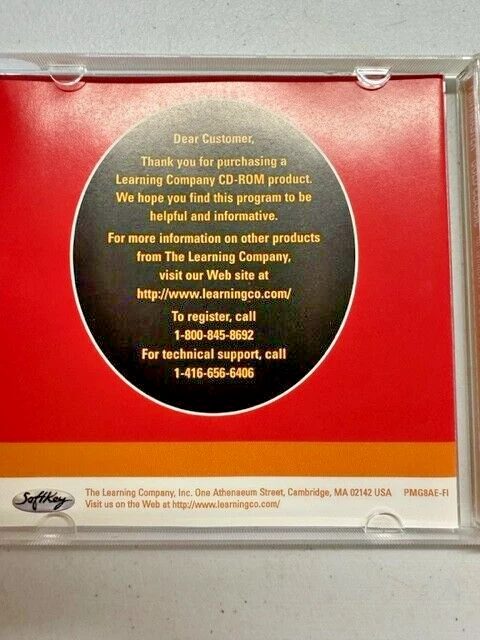 Dear Customer,
Thank you for purchasing a
Learning Company CD-ROM product.
We hope you find this program to be
helpful and informative.
For more information on other products
from The Learning Company,
visit our Web site at
http://www.learningco.com/
To register, call
1-800-845-8692
For technical support, call
1-416-656-6406
SoftKey
The Learning Company, Inc. One Athenaeum Street, Cambridge, MA 02142 USA PMG8AE-FI
Visit us on the Web at http://www.learningco.com/